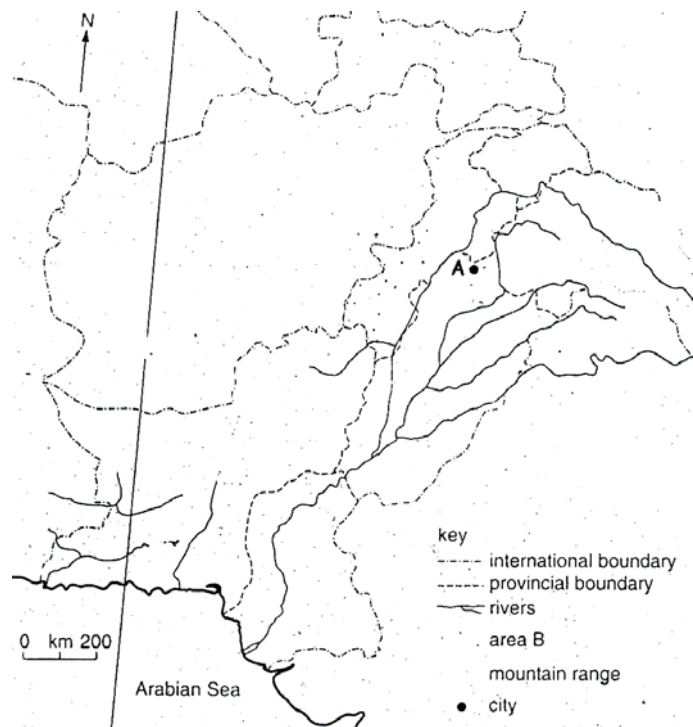 N
A
key
international boundary
provincial boundary
rivers
area B
mountain range
city
0 km 200
Arabian Sea